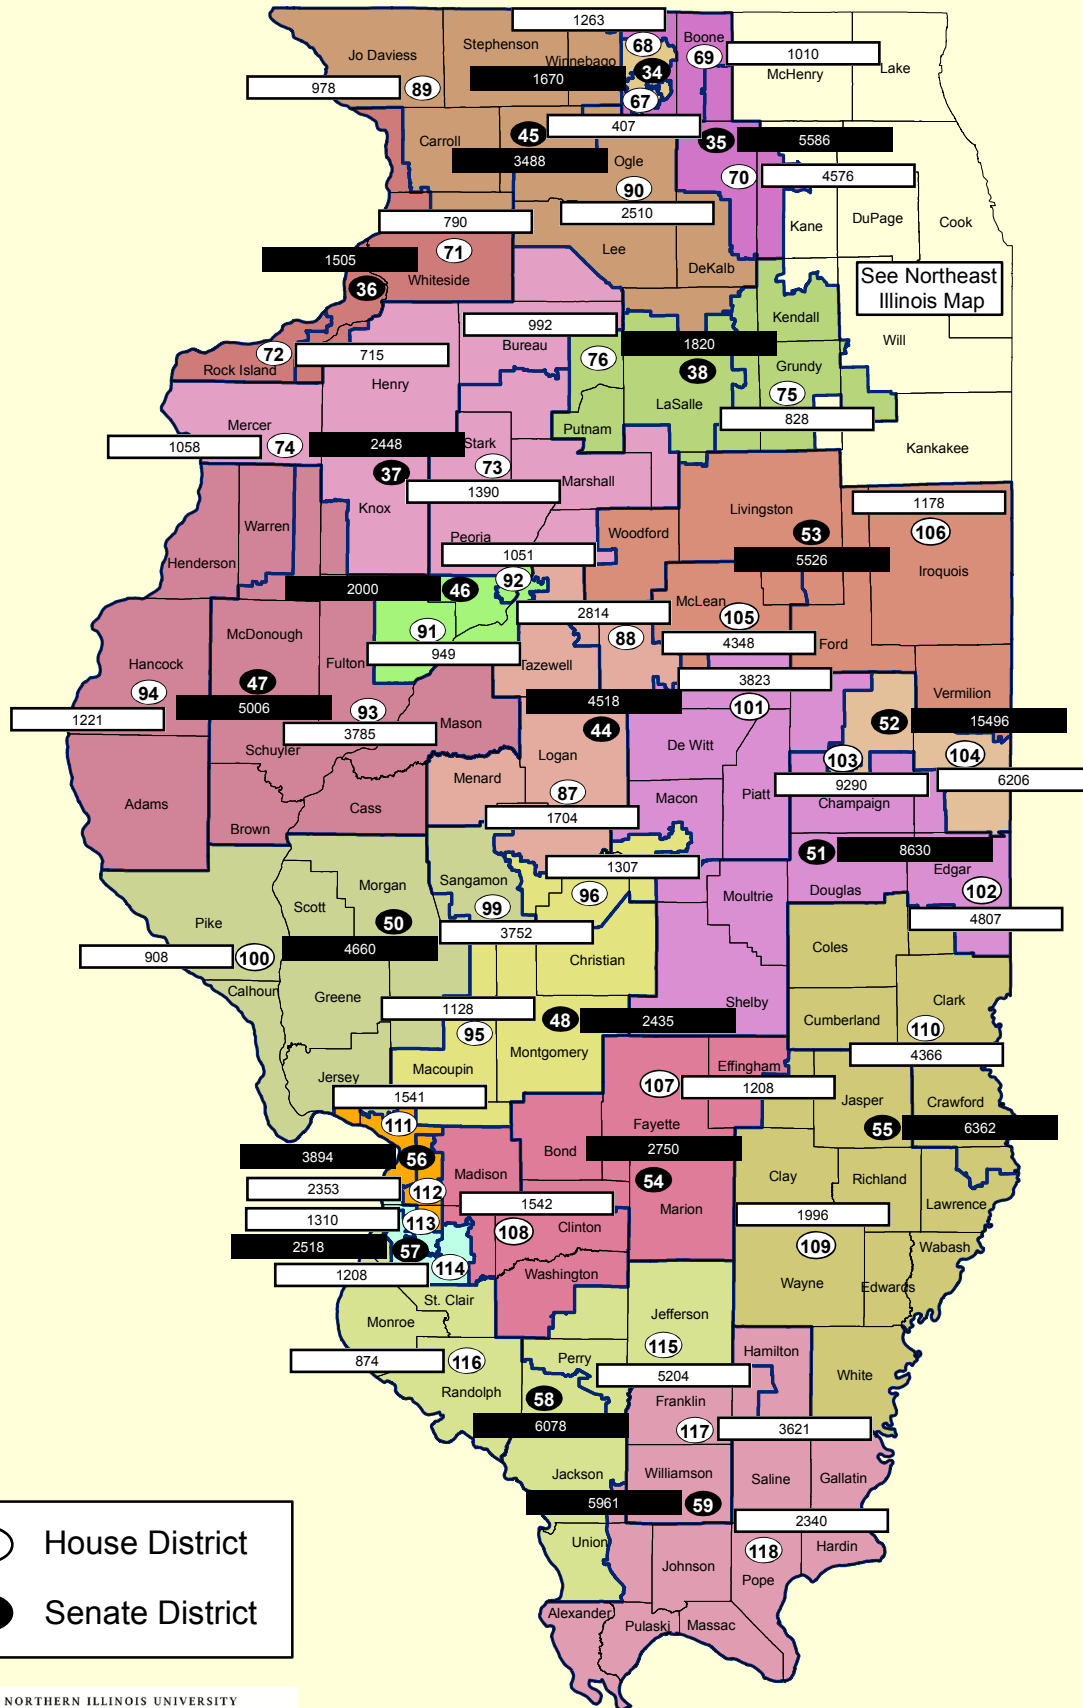 1263
68
Boone
Stephenson
Jo Daviess
Winnebago
69
1010
34
McHenry
Lake
1670
978
89
67
407
45
35
5586
Carroll
3488
Ogle
70
4576
90
790
2510
DuPage
Cook
Kane
71
Lee
1505
DeKalb
Whiteside
36
See Northeast
Illinois Map
992
Kendall
Bureau
1820
Will
72
715
76
Rock Island
38
Grundy
Henry
75
LaSalle
828
Mercer
Putnam
1058
74
2448
Stark
Kankakee
37
73
Marshall
1390
1178
Knox
Livingston
Warren
53
106
Peoria
Woodford
1051
5526
Henderson
Iroquois
92
2000
46
McLean
2814
105
91
88
McDonough
4348
Ford
949
Hancock
Fulton
Tazewell
3823
94
47
Vermilion
5006
4518
101
1221
93
52
15496
Mason
3785
44
De Witt
Schuyler
Logan
103
104
Menard
6206
9290
87
Piatt
Macon
Adams
Cass
Champaign
1704
Brown
51
8630
1307
Edgar
Sangamon
Morgan
96
Douglas
102
Moultrie
Scott
99
50
4807
Pike
3752
4660
Coles
908
100
Christian
Calhoun
Greene
Shelby
Clark
1128
48
2435
Cumberland
110
95
Montgomery
4366
Macoupin
Effingham
Jersey
107
1208
1541
Jasper
Crawford
111
Fayette
55
6362
Bond
2750
3894
56
Madison
Clay
54
Richland
2353
112
1542
Marion
Lawrence
1310
113
1996
108
Clinton
2518
57
109
Wabash
1208
114
Washington
Wayne
Edwards
St. Clair
Jefferson
Monroe
115
Hamilton
874
116
Perry
5204
White
Randolph
58
Franklin
6078
117
3621
Jackson
Williamson
Saline
Gallatin
5961
59
2340
House District
Union
118
Hardin
Johnson
Pope
Senate District
Alexander
Pulaski
Massac
NORTHERN ILLINOIS UNIVERSITY